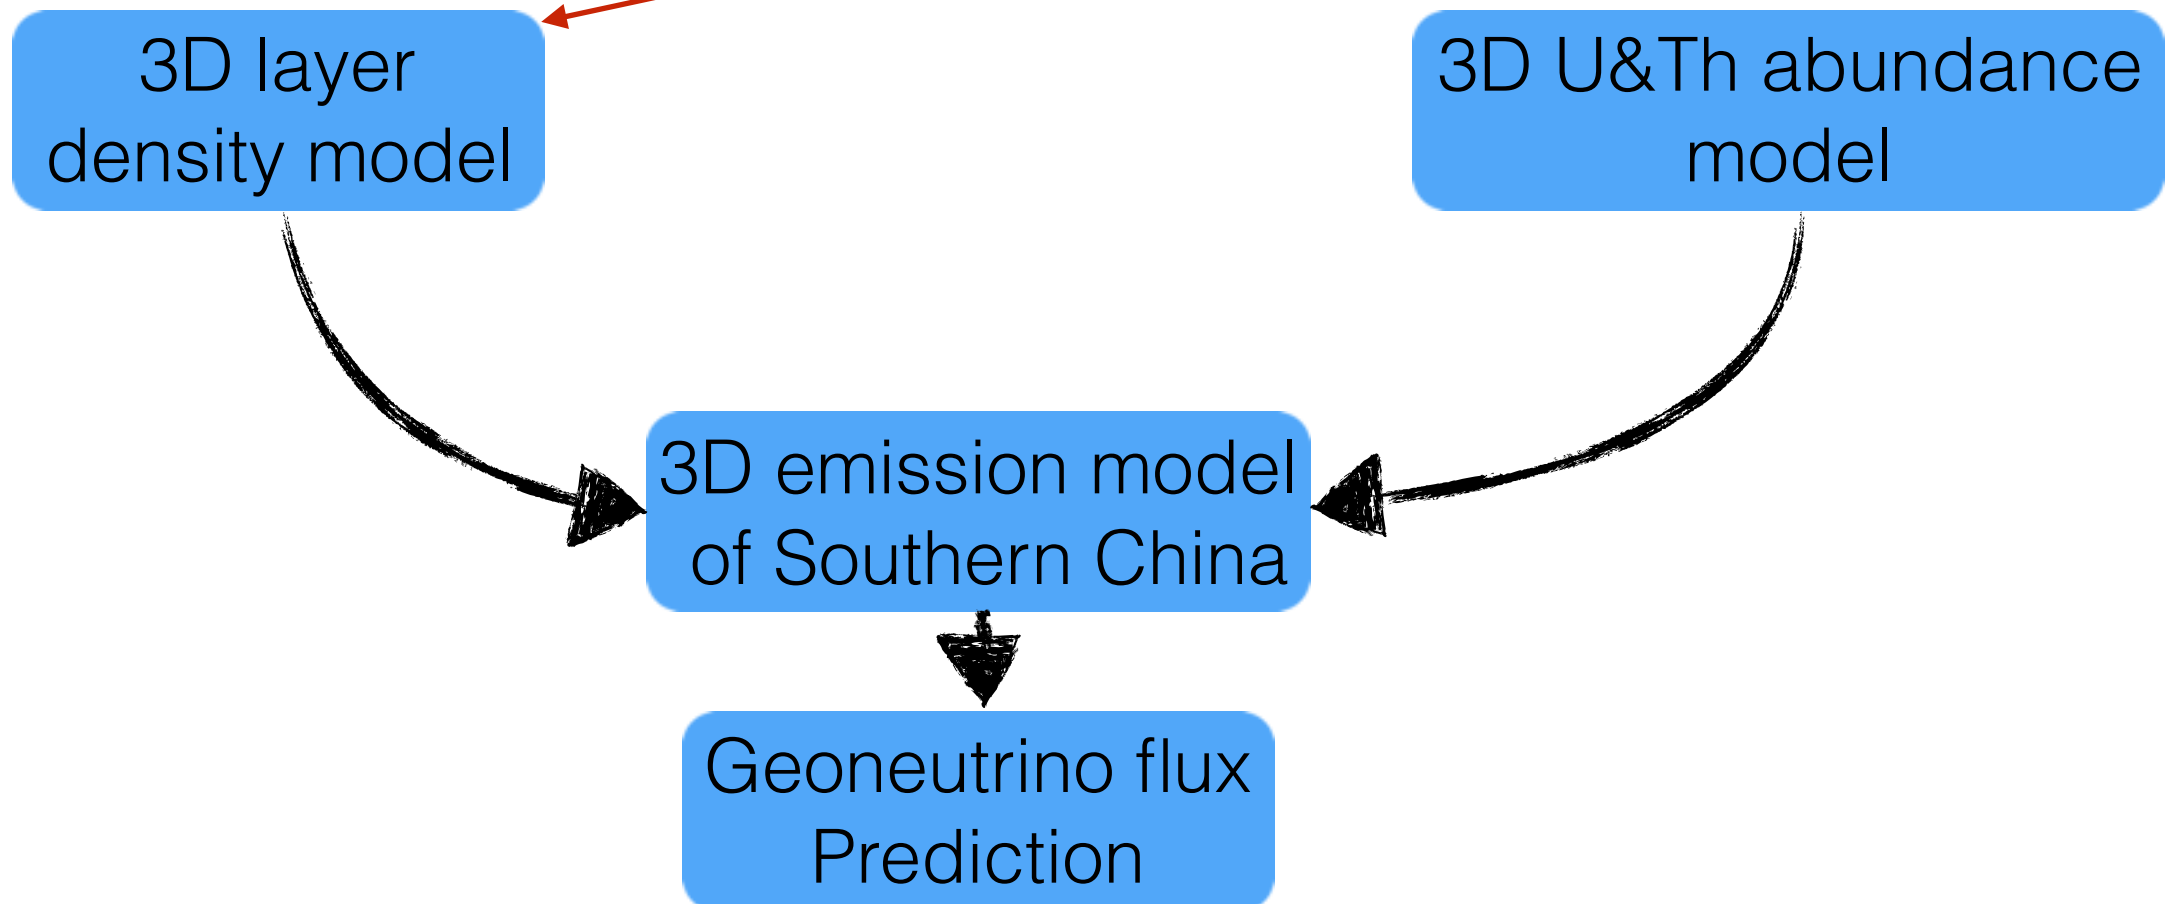 3D layer
density model
3D U&Th abundance
model
3D emission model
of Southern China
Geoneutrino flux
Prediction